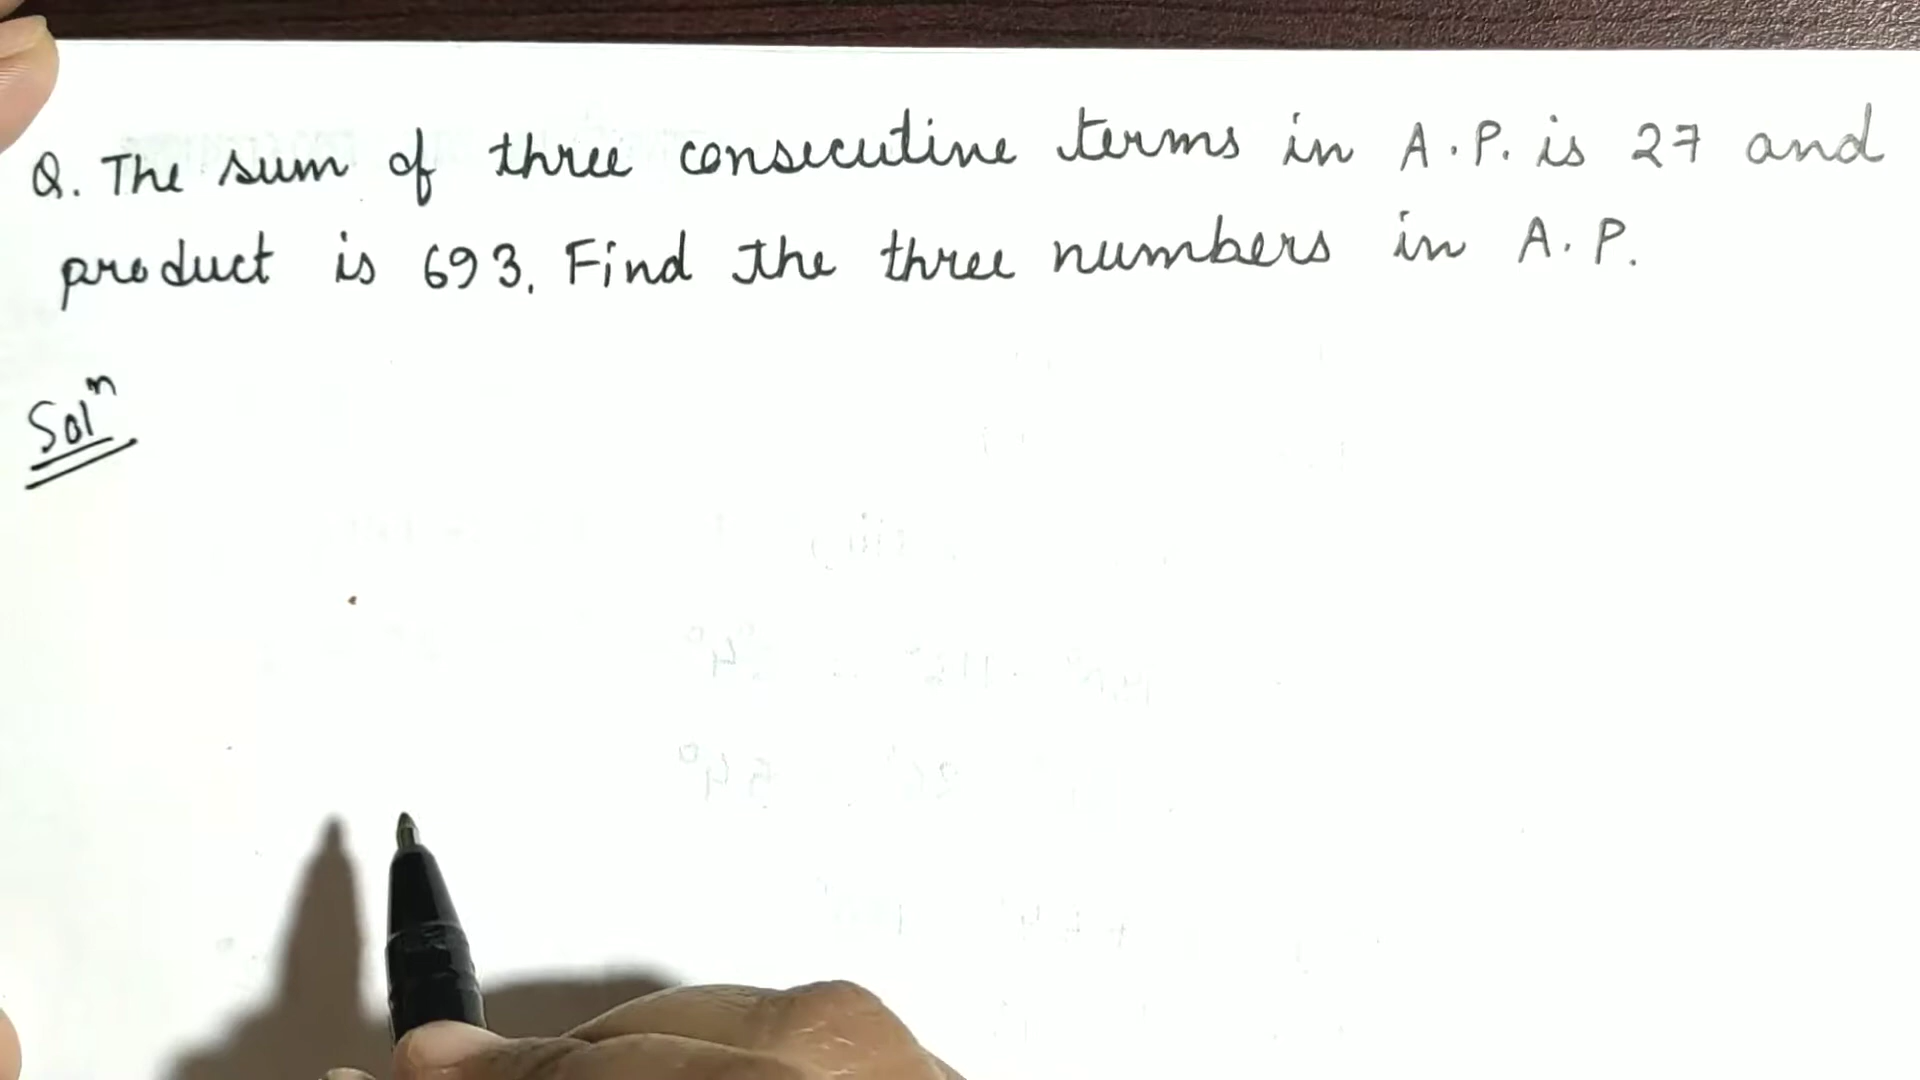 Q. The sum of three consecutive terms in A.P. is 27 and
product is 693. Find the three numbers in A.P.
Solⁿ